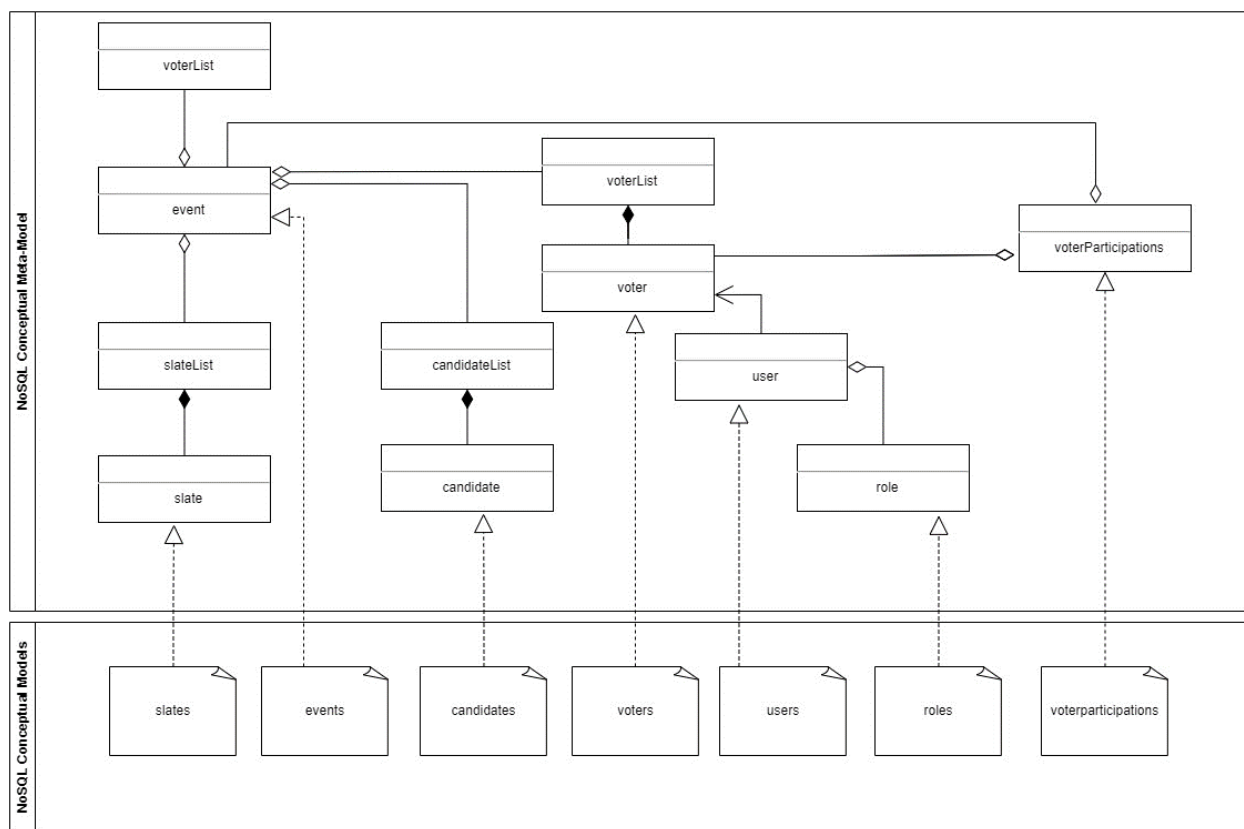 NoSQL Conceptual Meta-Model
voterList
voterList
event
voterParticipations
voter
slateList
candidateList
user
slate
candidate
role
NoSQL Conceptual Models
slates
events
candidates
voters
users
roles
voterparticipations